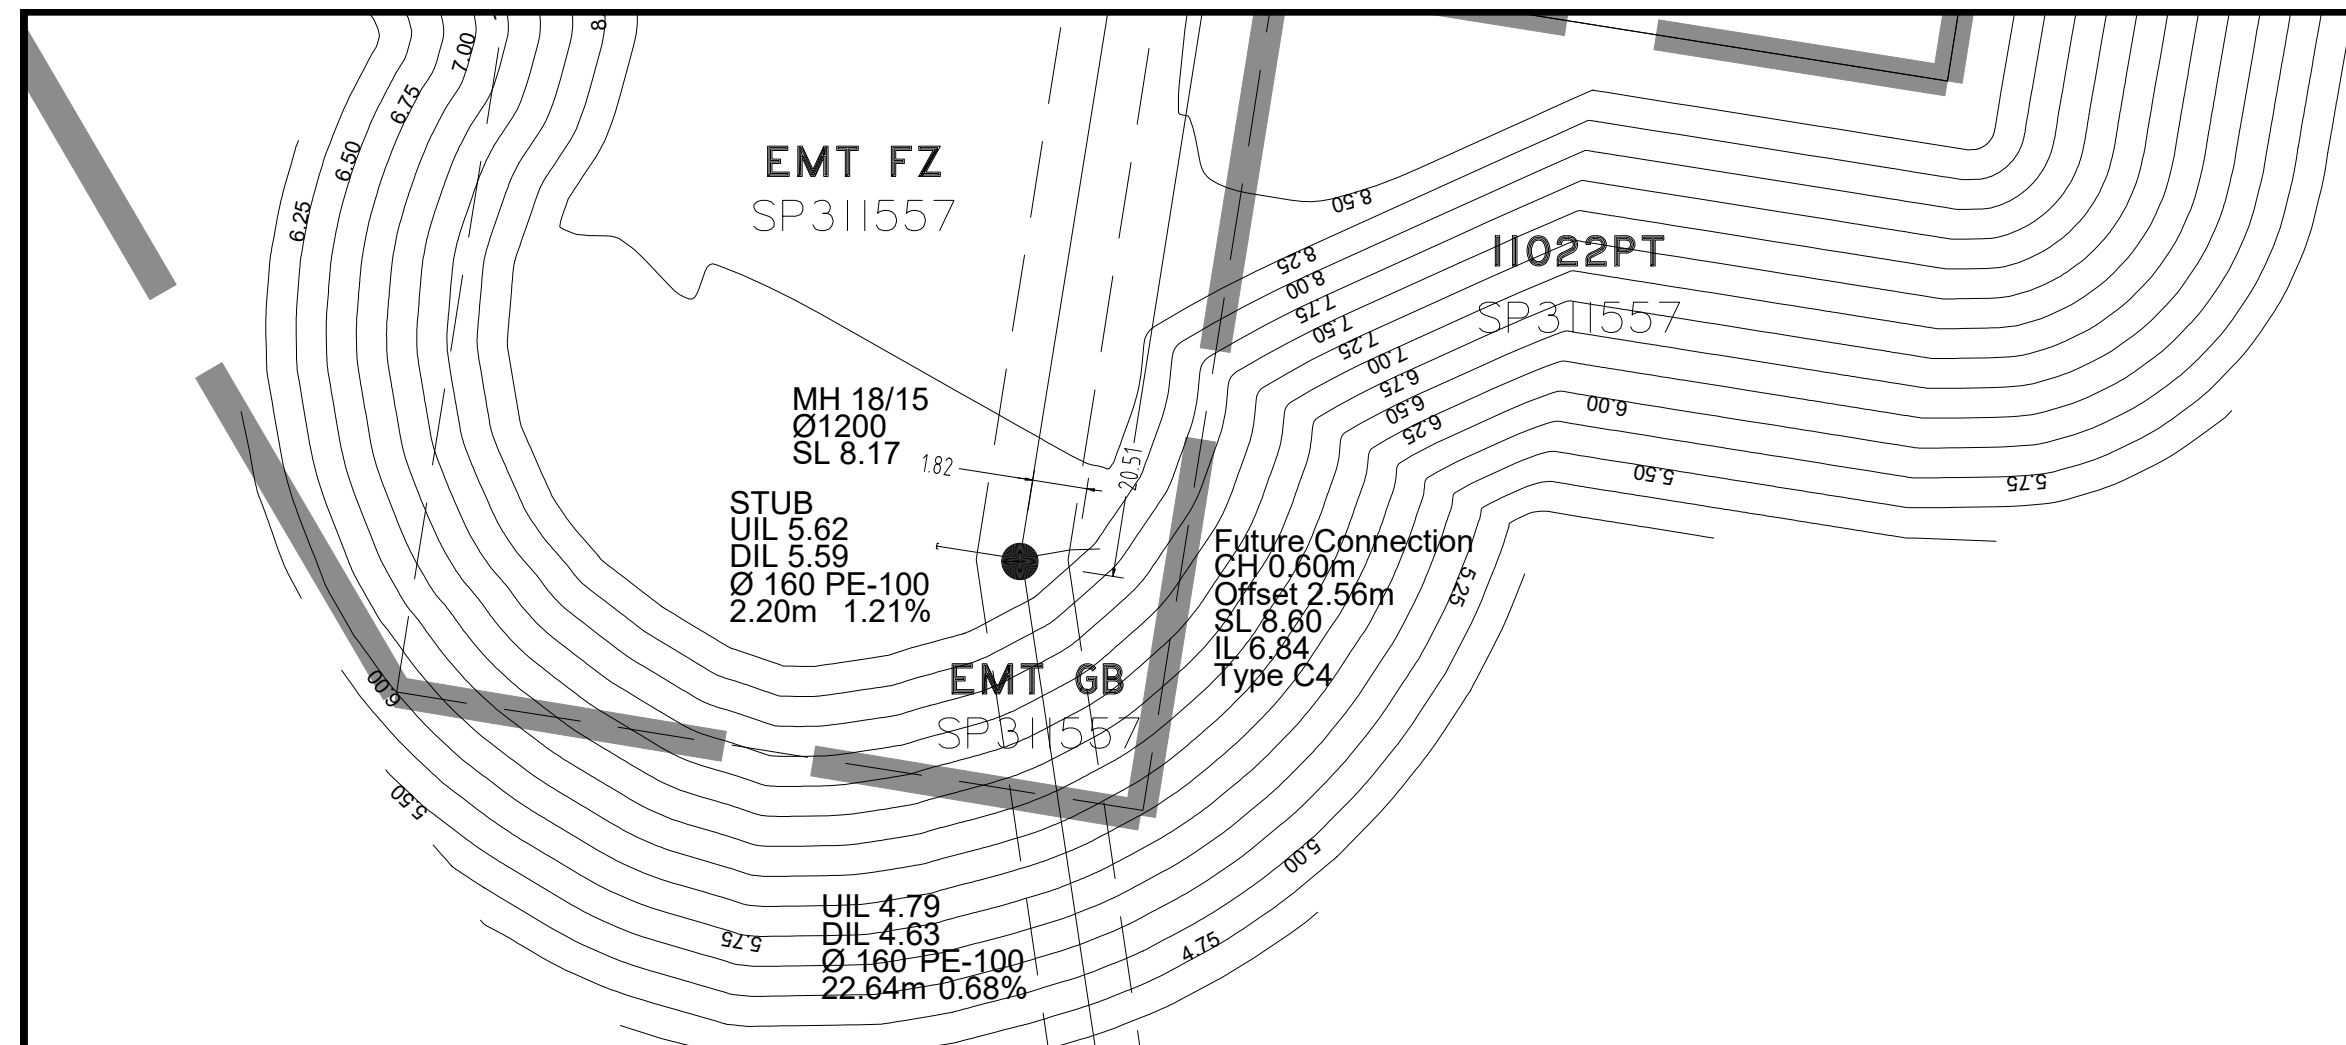 8
7.00
6.75
6.50
6.25
EMT FZ
SP311557
8.50
8.25
8.00
7.75
7.50
7.25
7.00
6.75
6.50
6.25
11022PT
SP311557
6.00
5.50
5.75
MH 18/15
Ø1200
SL 8.17
1.82
20.51
STUB
UIL 5.62
DIL 5.59
Ø 160 PE-100
2.20m 1.21%
Future Connection
CH 0.60m
Offset 2.56m
SL 8.60
IL 6.84
Type C4
5.25
EMT GB
SP311557
6.00
5.50
5.75
5.00
4.75
UIL 4.79
DIL 4.63
Ø 160 PE-100
22.64m 0.68%